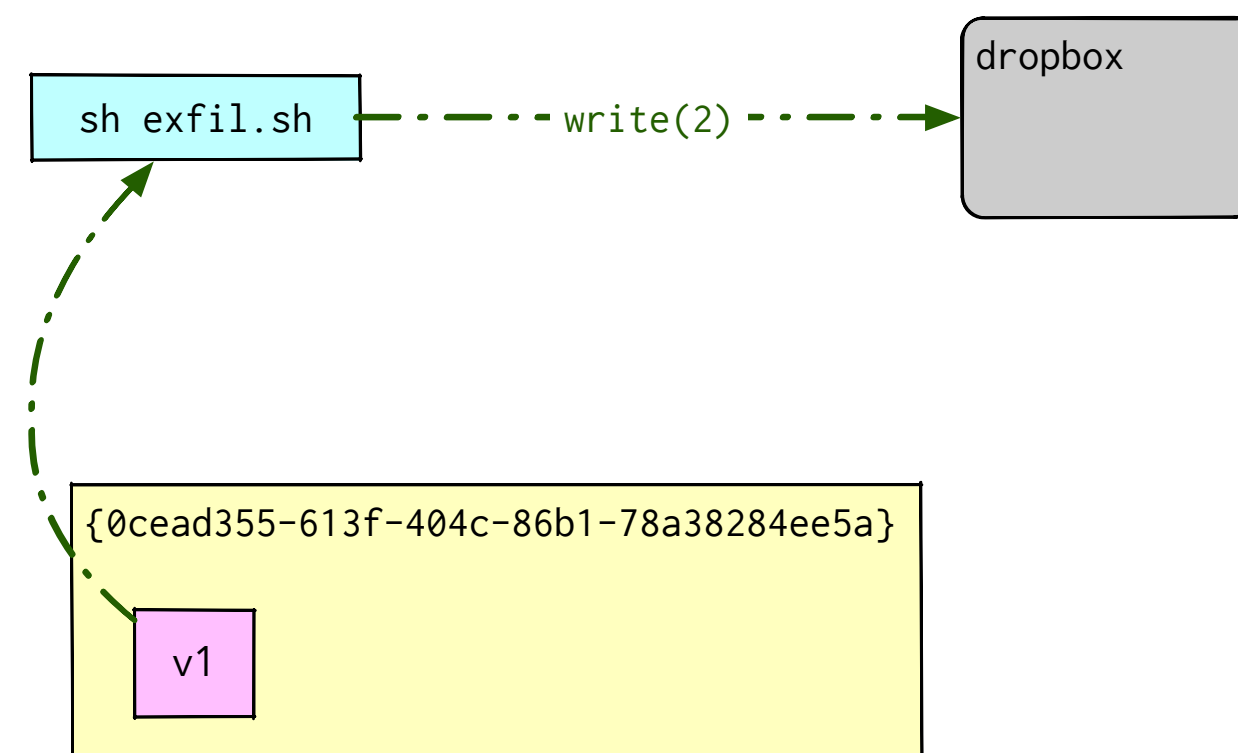 dropbox
sh exfil.sh
write(2)
{0cead355-613f-404c-86b1-78a38284ee5a}
v1